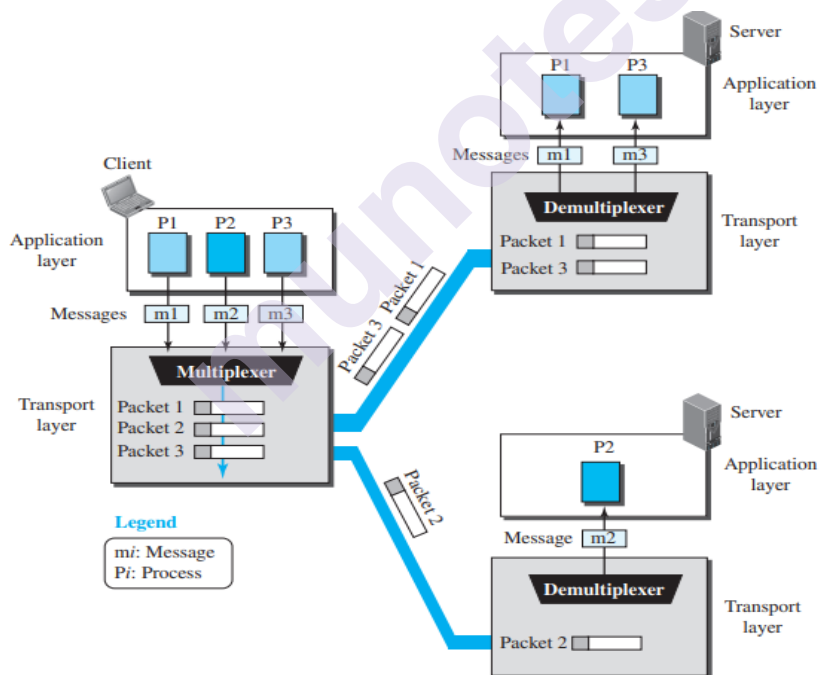 Server
P1 P3
Application
layer
Messages m1 m3
Demultiplexer
Transport
layer
Packet 1
Packet 3
Client
P1 P2 P3
Application
layer
Messages m1 m2 m3
Multiplexer
Transport
layer
Packet 1
Packet 2
Packet 3
Packet 1
Packet 3
Packet 2
Server
P2
Application
layer
Message m2
Demultiplexer
Transport
layer
Packet 2
Legend
mi: Message
Pi: Process
munotes